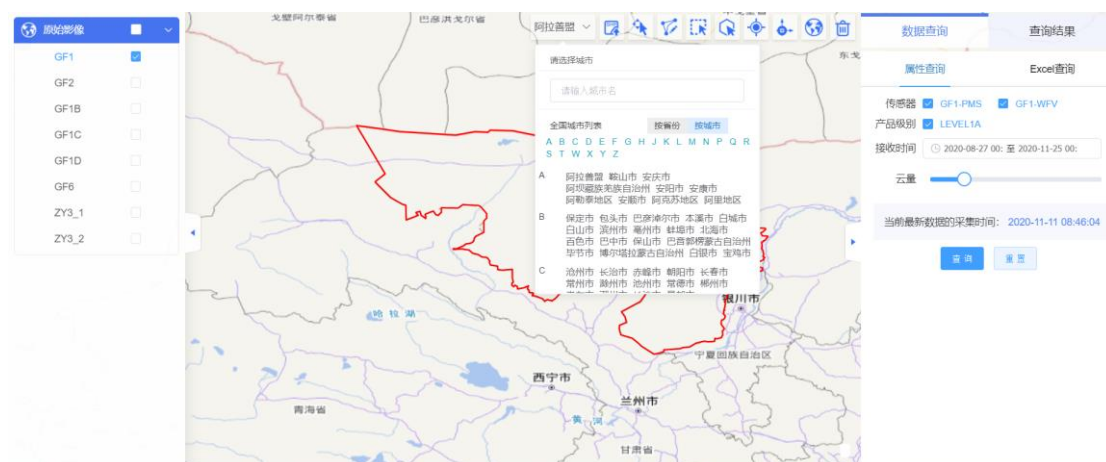 原始影像
GF1
GF2
GF1B
GF1C
GF1D
GF6
ZY3_1
ZY3_2
戈壁阿尔泰省
巴彦洪戈尔省
阿拉善盟
请选择城市
请输入城市名
全国城市列表 按省份 按城市
A B C D E F G H J K L M N P Q R
S T W X Y Z
A 阿拉善盟 鞍山市 安庆市
阿坝藏族羌族自治州 安阳市 安康市
阿勒泰地区 安顺市 阿克苏地区 阿里地区
B 保定市 包头市 巴彦淖尔市 本溪市 白城市
白山市 滨州市 亳州市 蚌埠市 北海市
百色市 巴中市 保山市 巴音郭楞蒙古自治州
毕节市 博尔塔拉蒙古自治州 白银市 宝鸡市
C 沧州市 长治市 赤峰市 朝阳市 长春市
常州市 滁州市 池州市 常德市 郴州市
东戈
银川市
哈拉湖
宁夏回族自治区
西宁市
兰州市
青海省
黄河
甘肃省
数据查询 查询结果
属性查询 Excel查询
传感器 GF1-PMS GF1-WFV
产品级别 LEVEL1A
接收时间 2020-08-27 00: 至 2020-11-25 00:
云量
当前最新数据的采集时间: 2020-11-11 08:46:04
查询 重置